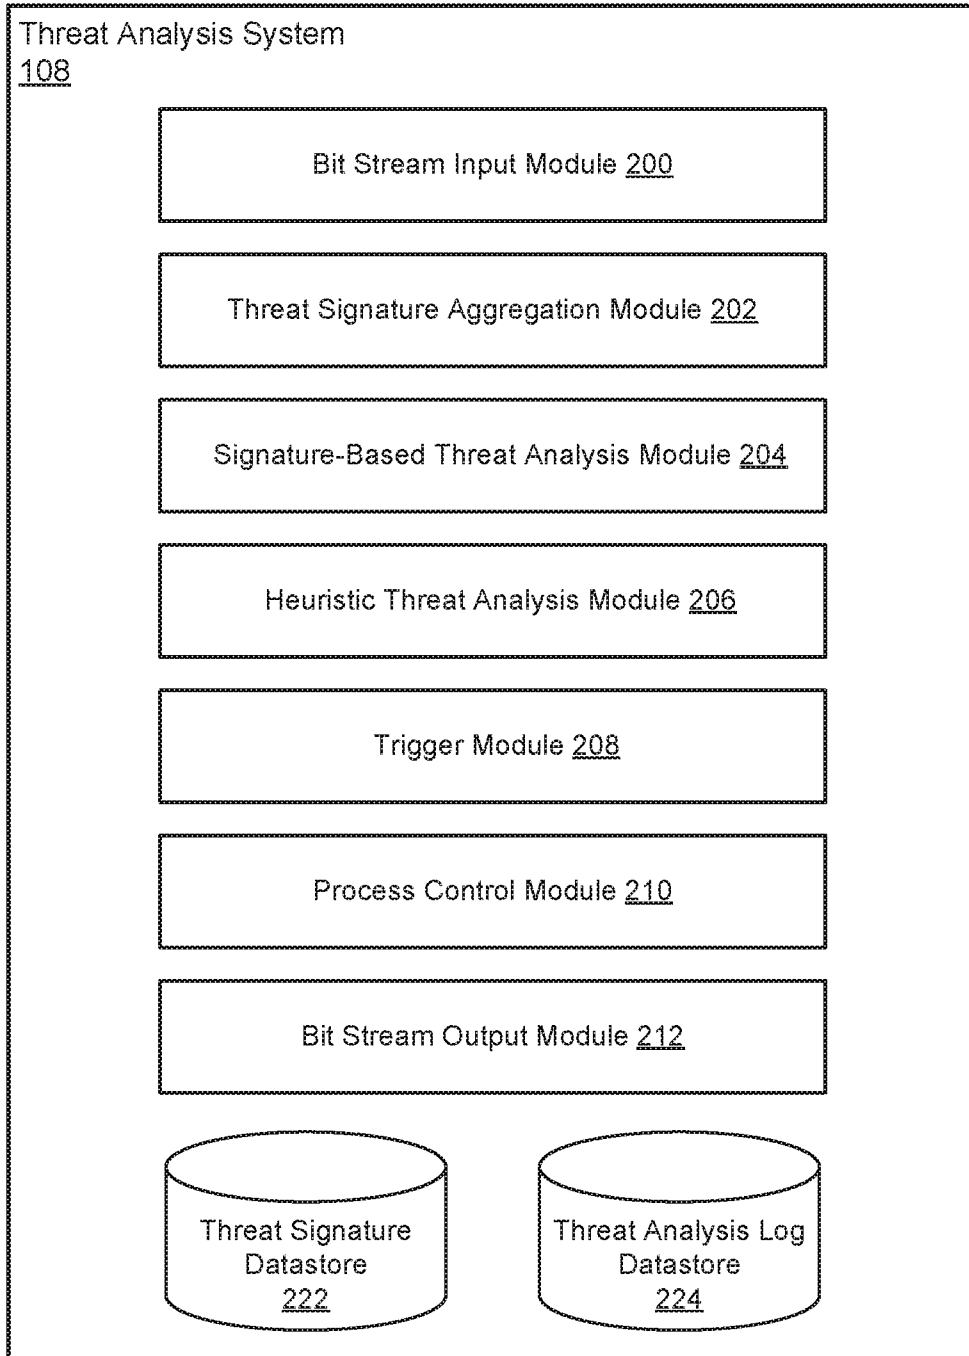 Threat Analysis System
108
Bit Stream Input Module 200
Threat Signature Aggregation Module 202
Signature-Based Threat Analysis Module 204
Heuristic Threat Analysis Module 206
Trigger Module 208
Process Control Module 210
Bit Stream Output Module 212
Threat Signature
Datastore
222
Threat Analysis Log
Datastore
224